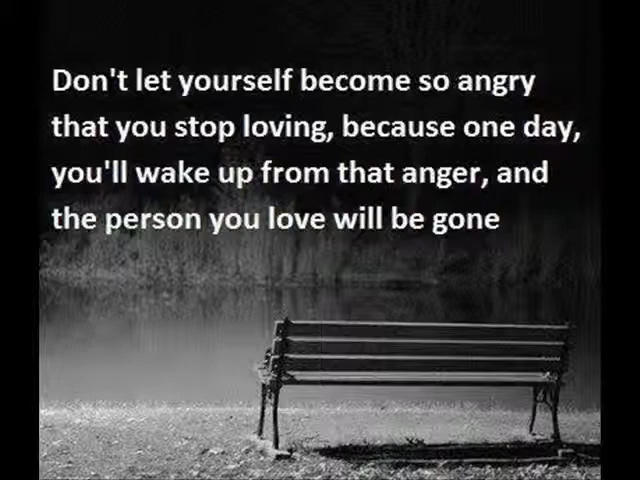 Don't let yourself become so angry
that you stop loving, because one day,
you'll wake up from that anger, and
the person you love will be gone